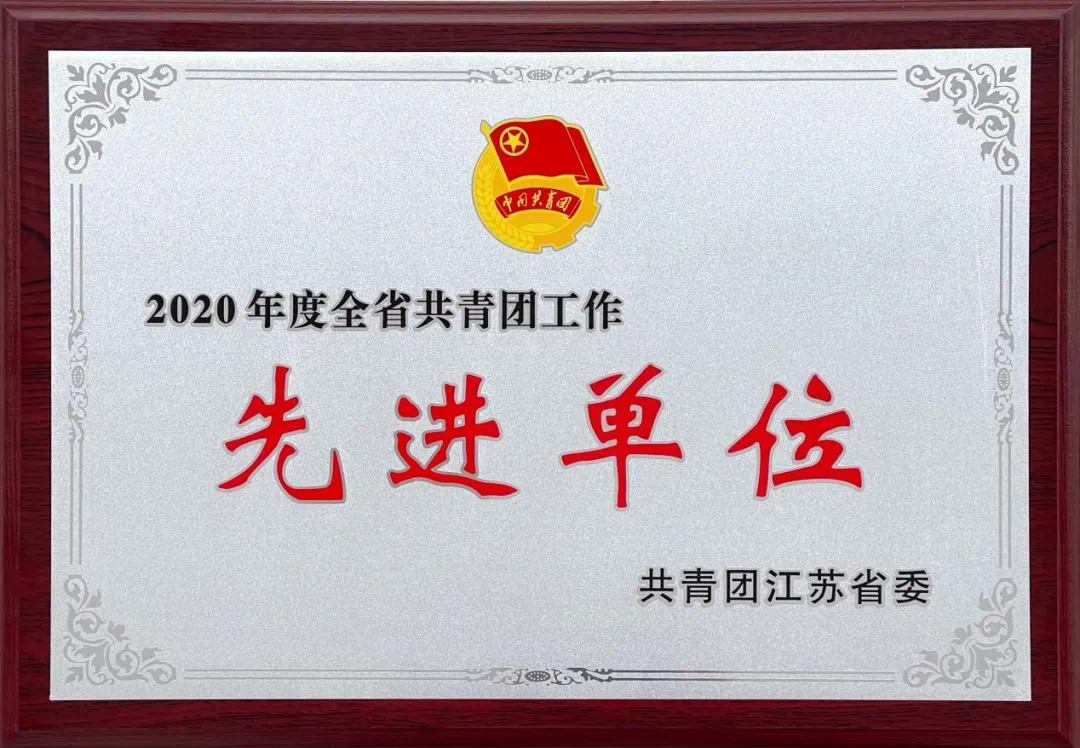 中国共青团
2020年度全省共青团工作
先进单位
共青团江苏省委